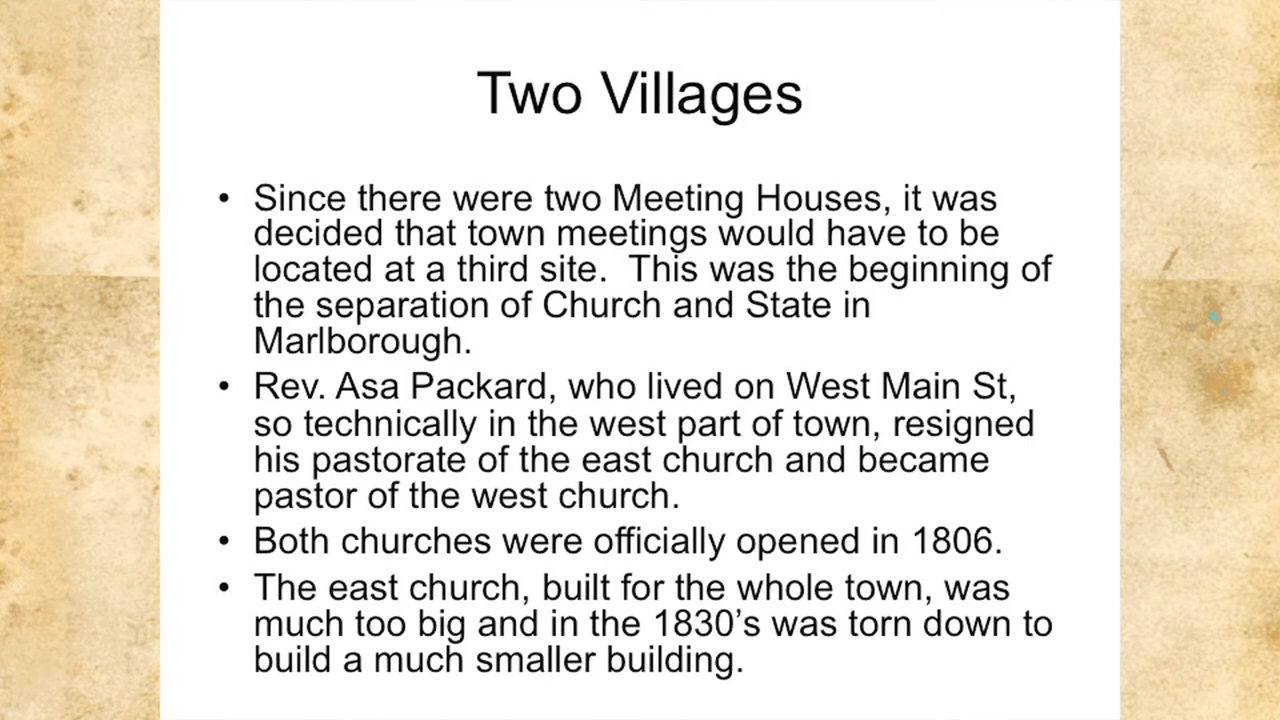 Two Villages
• Since there were two Meeting Houses, it was
decided that town meetings would have to be
located at a third site.  This was the beginning of
the separation of Church and State in
Marlborough.
• Rev. Asa Packard, who lived on West Main St,
so technically in the west part of town, resigned
his pastorate of the east church and became
pastor of the west church.
• Both churches were officially opened in 1806.
• The east church, built for the whole town, was
much too big and in the 1830’s was torn down to
build a much smaller building.